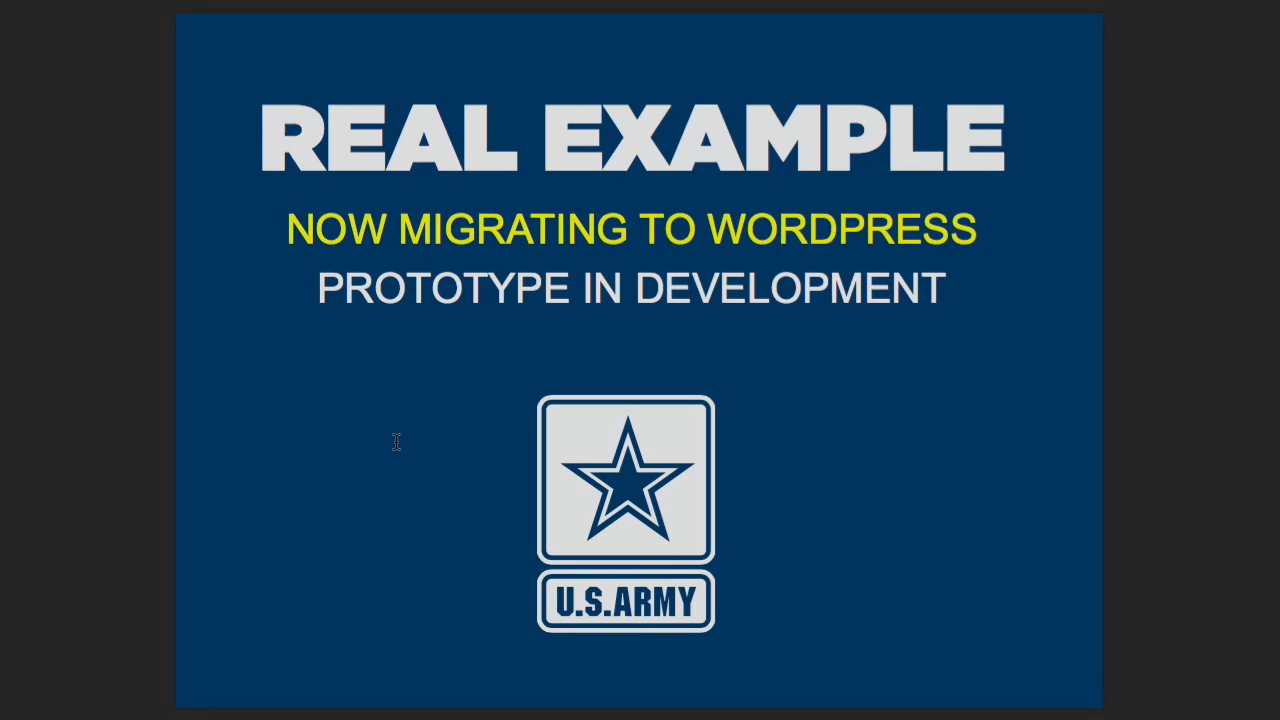 REAL EXAMPLE
NOW MIGRATING TO WORDPRESS
PROTOTYPE IN DEVELOPMENT
U.S.ARMY